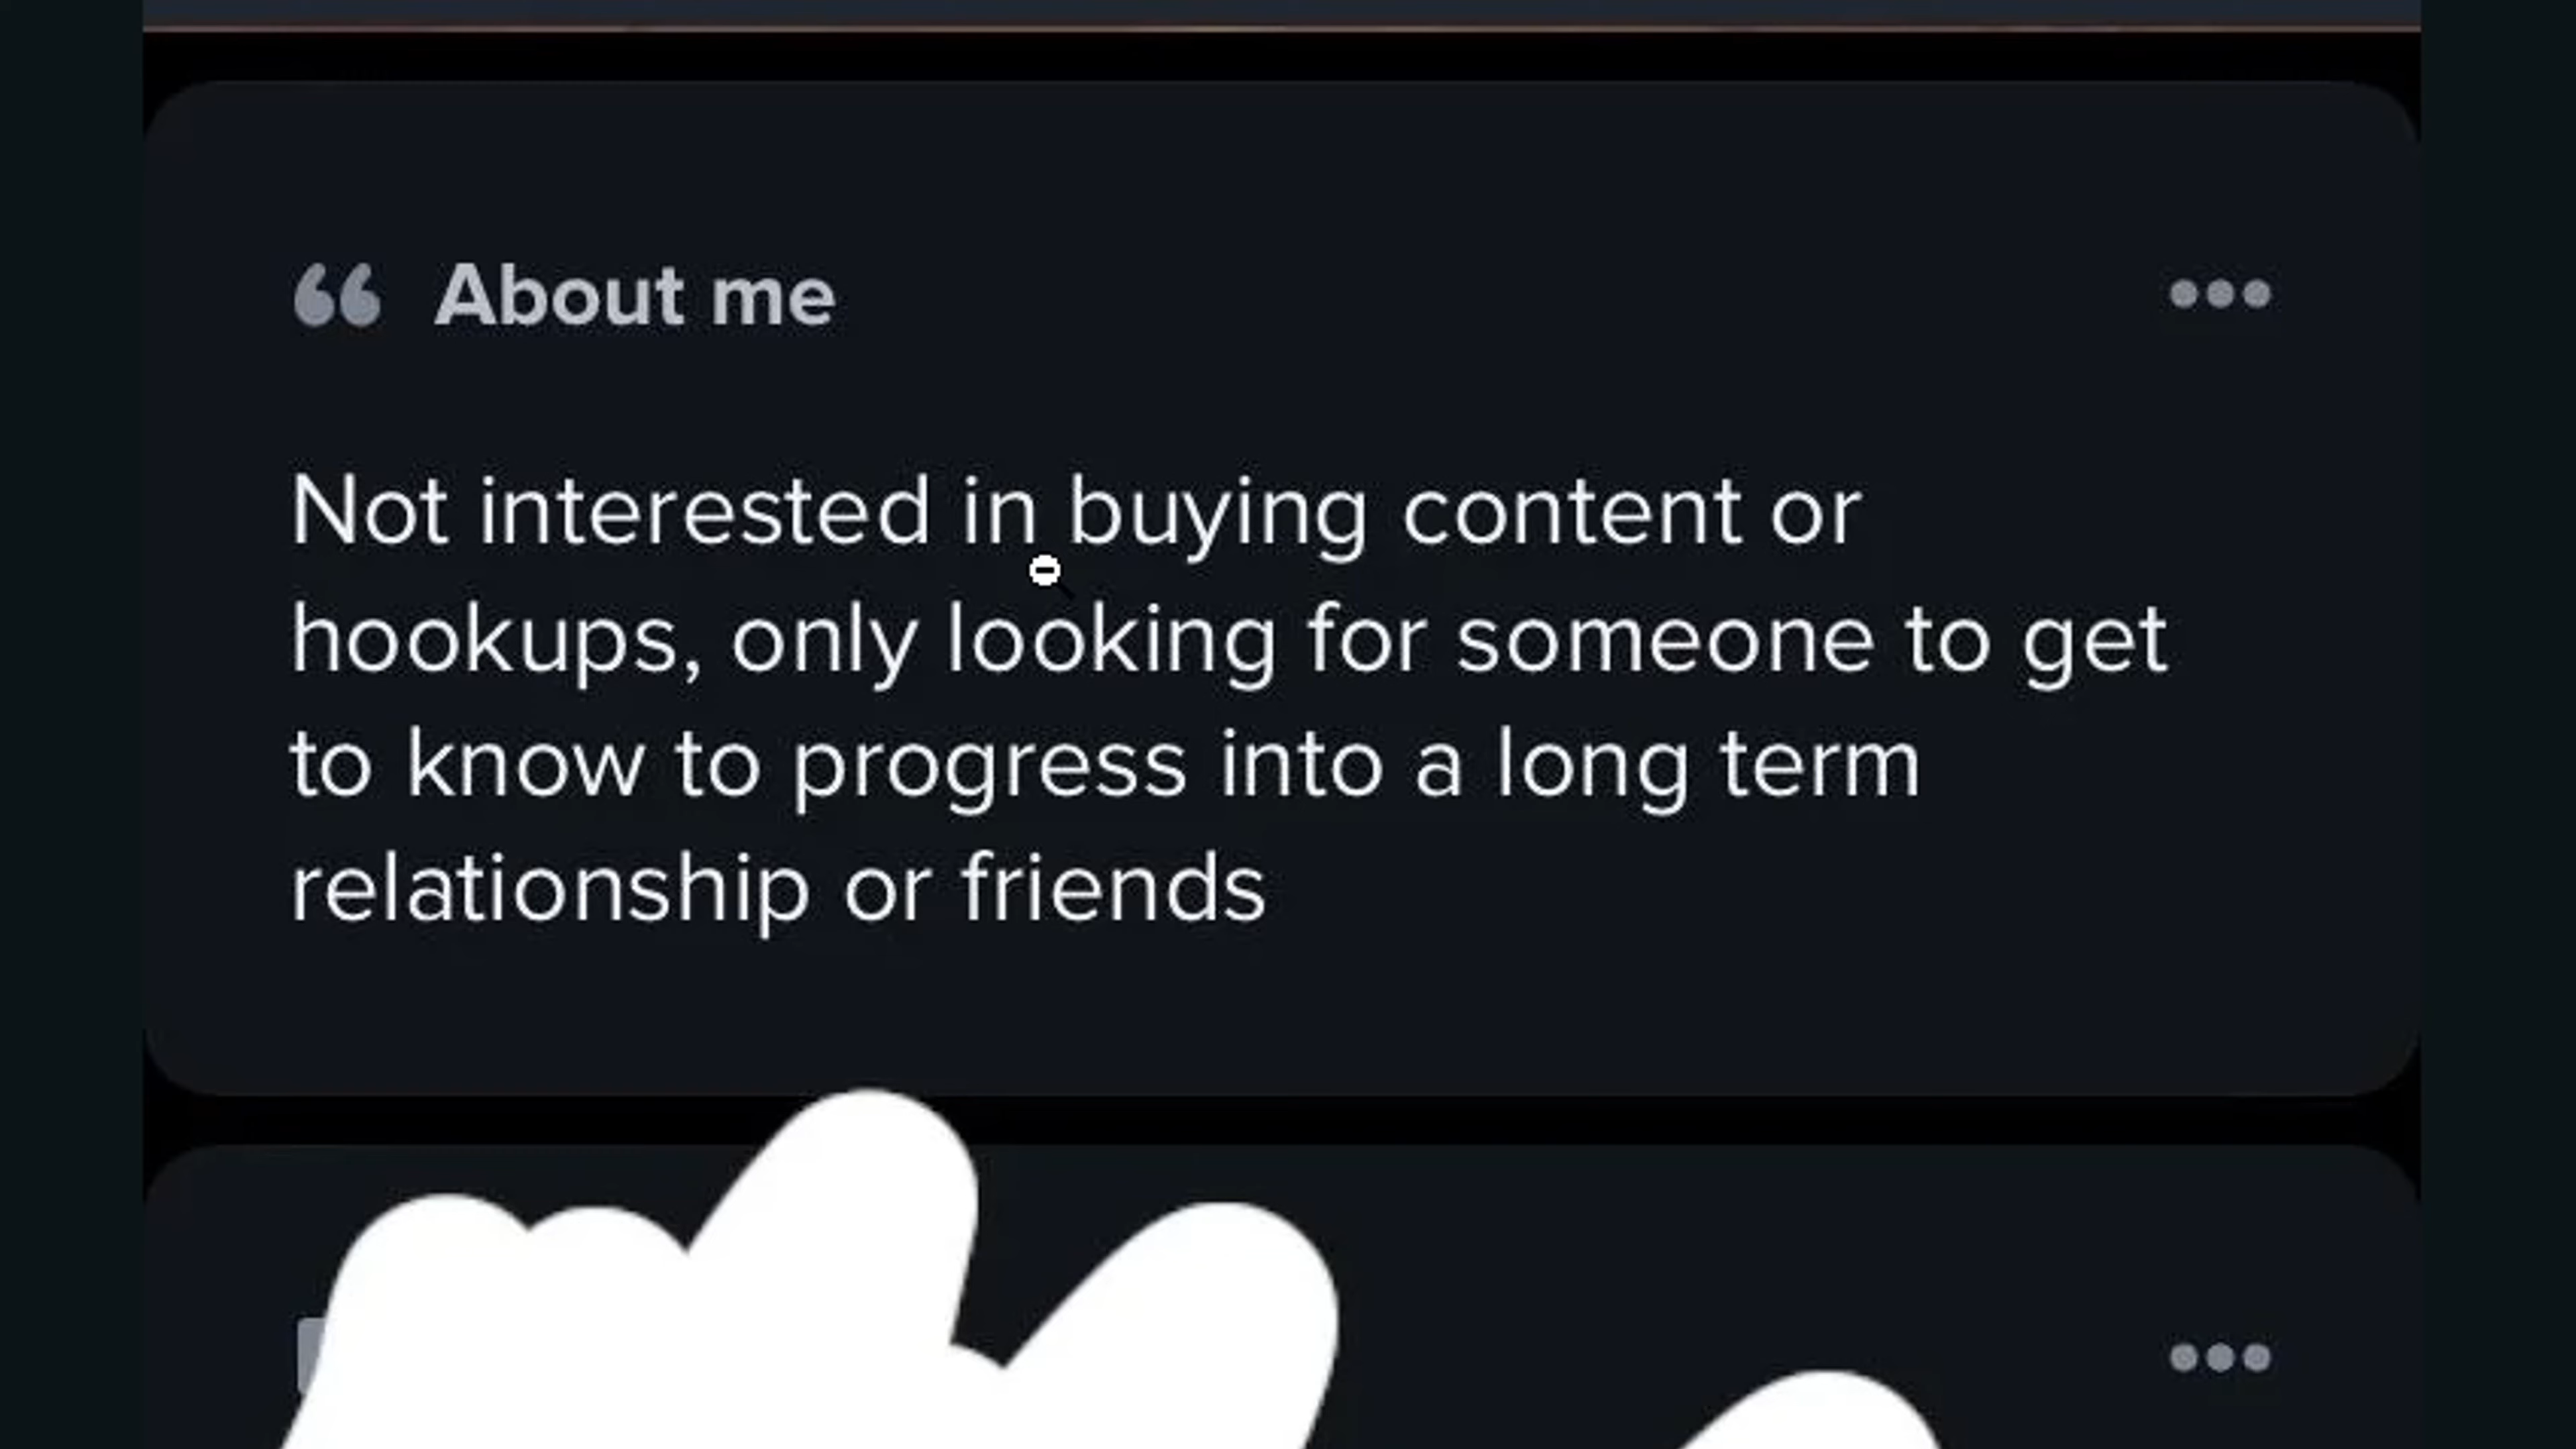 About me
Not interested in buying content or
hookups, only looking for someone to get
to know to progress into a long term
relationship or friends